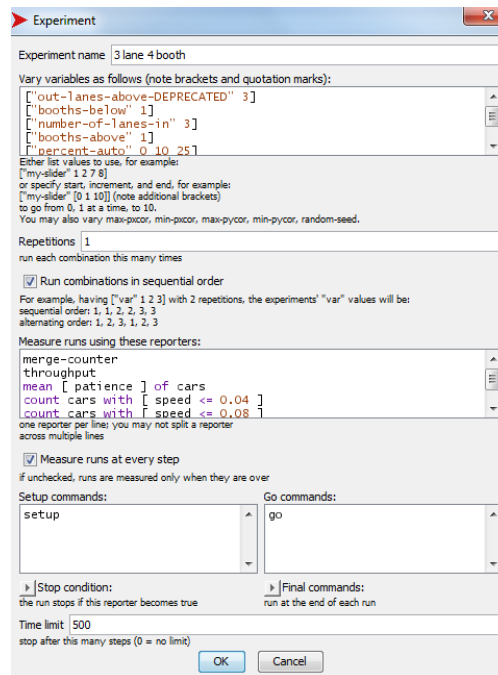 Experiment
Experiment name 3 lane 4 booth
Vary variables as follows (note brackets and quotation marks):
["out-lanes-above-DEPRECATED" 3]
["booths-below" 1]
["number-of-lanes-in" 3]
["booths-above" 1]
["percent-auto" 0 10 25]
Either list values to use, for example:
["my-slider" 1 2 7 8]
or specify start, increment, and end, for example:
["my-slider" [0 1 10]] (note additional brackets)
to go from 0, 1 at a time, to 10.
You may also vary max-pxcor, min-pxcor, max-pycor, min-pycor, random-seed.
Repetitions 1
run each combination this many times
Run combinations in sequential order
For example, having ["var" 1 2 3] with 2 repetitions, the experiments' "var" values will be:
sequential order: 1, 1, 2, 2, 3, 3
alternating order: 1, 2, 3, 1, 2, 3
Measure runs using these reporters:
merge-counter
throughput
mean [ patience ] of cars
count cars with [ speed <= 0.04 ]
count cars with [ speed <= 0.08 ]
one reporter per line; you may not split a reporter
across multiple lines
Measure runs at every step
if unchecked, runs are measured only when they are over
Setup commands: Go commands:
setup go
Stop condition: Final commands:
the run stops if this reporter becomes true run at the end of each run
Time limit 500
stop after this many steps (0 = no limit)
OK Cancel